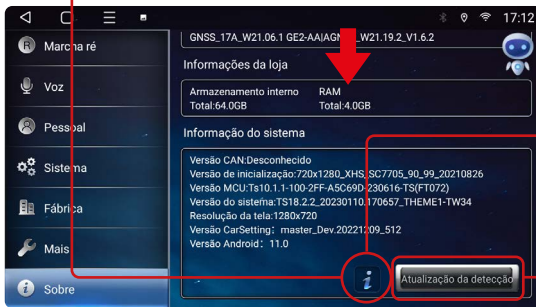 17:12
Marcha ré
Voz
Pessoal
Sistema
Fábrica
Mais
Sobre
GNSS_17A_W21.06.1 GE2-AA|AGN W21.19.2_V1.6.2
Informações da loja
Armazenamento interno RAM
Total:64.0GB Total:4.0GB
Informação do sistema
Versão CAN:Desconhecido
Versão de inicialização:720x1280_XHS_SC7705_90_99_20210826
Versão MCU:Ts10.1.1-100-2FF-A5C69D-230616-TS(FT072)
Versão do sistema:TS18.2.2_20230110.170657_THEME1-TW34
Resolução da tela:1280x720
Versão CarSetting: master_Dev.20221209_512
Versão Android: 11.0
Atualização da detecção